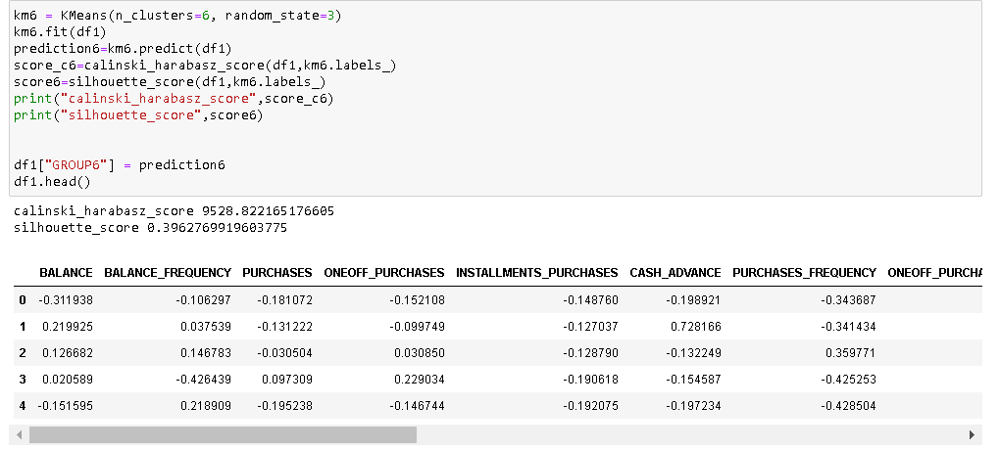 km6 = KMeans(n_clusters=6, random_state=3)
km6.fit(df1)
prediction6=km6.predict(df1)
score_c6=calinski_harabasz_score(df1,km6.labels_)
score6=silhouette_score(df1,km6.labels_)
print("calinski_harabasz_score",score_c6)
print("silhouette_score",score6)
df1["GROUP6"] = prediction6
df1.head()
calinski_harabasz_score 9528.822165176605
silhouette_score 0.3962769919603775
BALANCE BALANCE_FREQUENCY PURCHASES ONEOFF_PURCHASES INSTALLMENTS_PURCHASES CASH_ADVANCE PURCHASES_FREQUENCY ONEOFF_PURCHA
0 -0.311938 -0.106297 -0.181072 -0.152108 -0.148760 -0.198921 -0.343687
1 0.219925 0.037539 -0.131222 -0.099749 -0.127037 0.728166 -0.341434
2 0.126682 0.146783 -0.030504 0.030850 -0.128790 -0.132249 0.359771
3 0.020589 -0.426439 0.097309 0.229034 -0.190618 -0.154587 -0.425253
4 -0.151595 0.218909 -0.195238 -0.146744 -0.192075 -0.197234 -0.428504